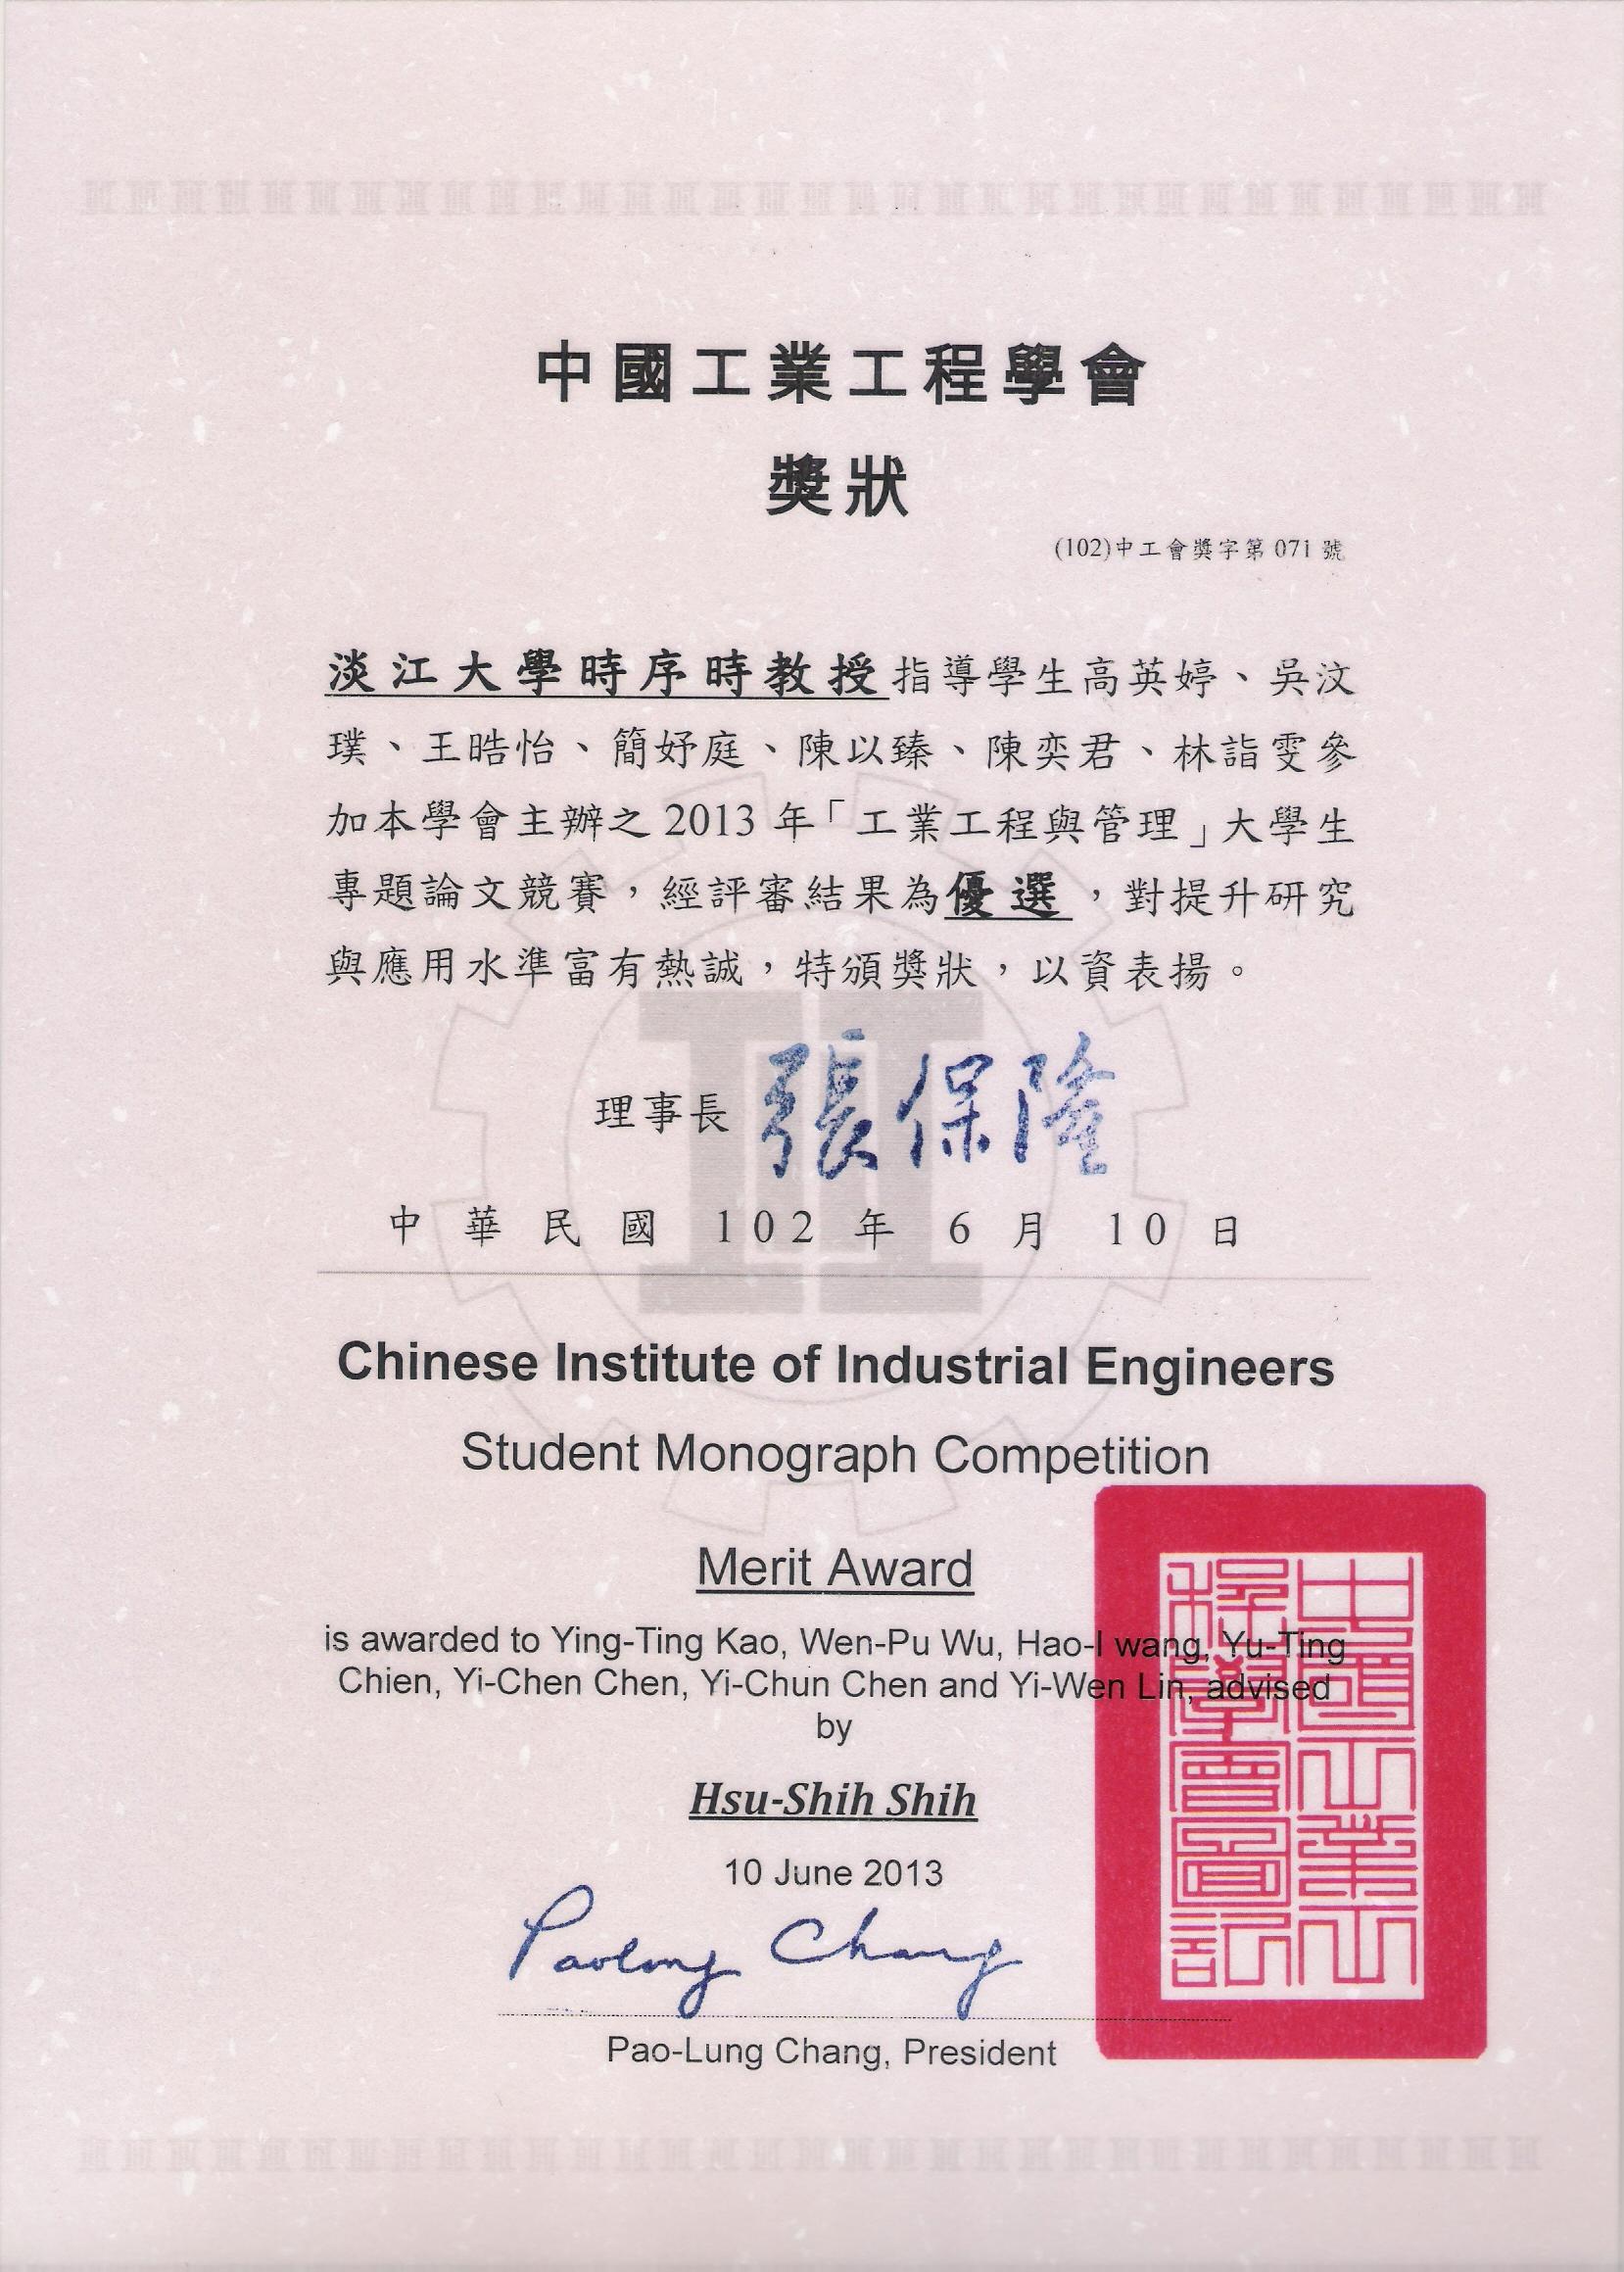 中國工業工程學會
獎狀
(102)中工會獎字第 071 號
淡江大學時序時教授指導學生高英婷、吳汶
璞、王晧怡、簡妤庭、陳以臻、陳奕君、林詣雯參
加本學會主辦之 2013 年「工業工程與管理」大學生
專題論文競賽，經評審結果為優選，對提升研究
與應用水準富有熱誠，特頒獎狀，以資表揚。
理事長 張保隆
中華民國 102 年 6 月 10 日
Chinese Institute of Industrial Engineers
Student Monograph Competition
Merit Award
is awarded to Ying-Ting Kao, Wen-Pu Wu, Hao-I wang, Yu-Ting
Chien, Yi-Chen Chen, Yi-Chun Chen and Yi-Wen Lin, advised
by
Hsu-Shih Shih
10 June 2013
Paolong Chang
Pao-Lung Chang, President
中國工業工
程學會圖記